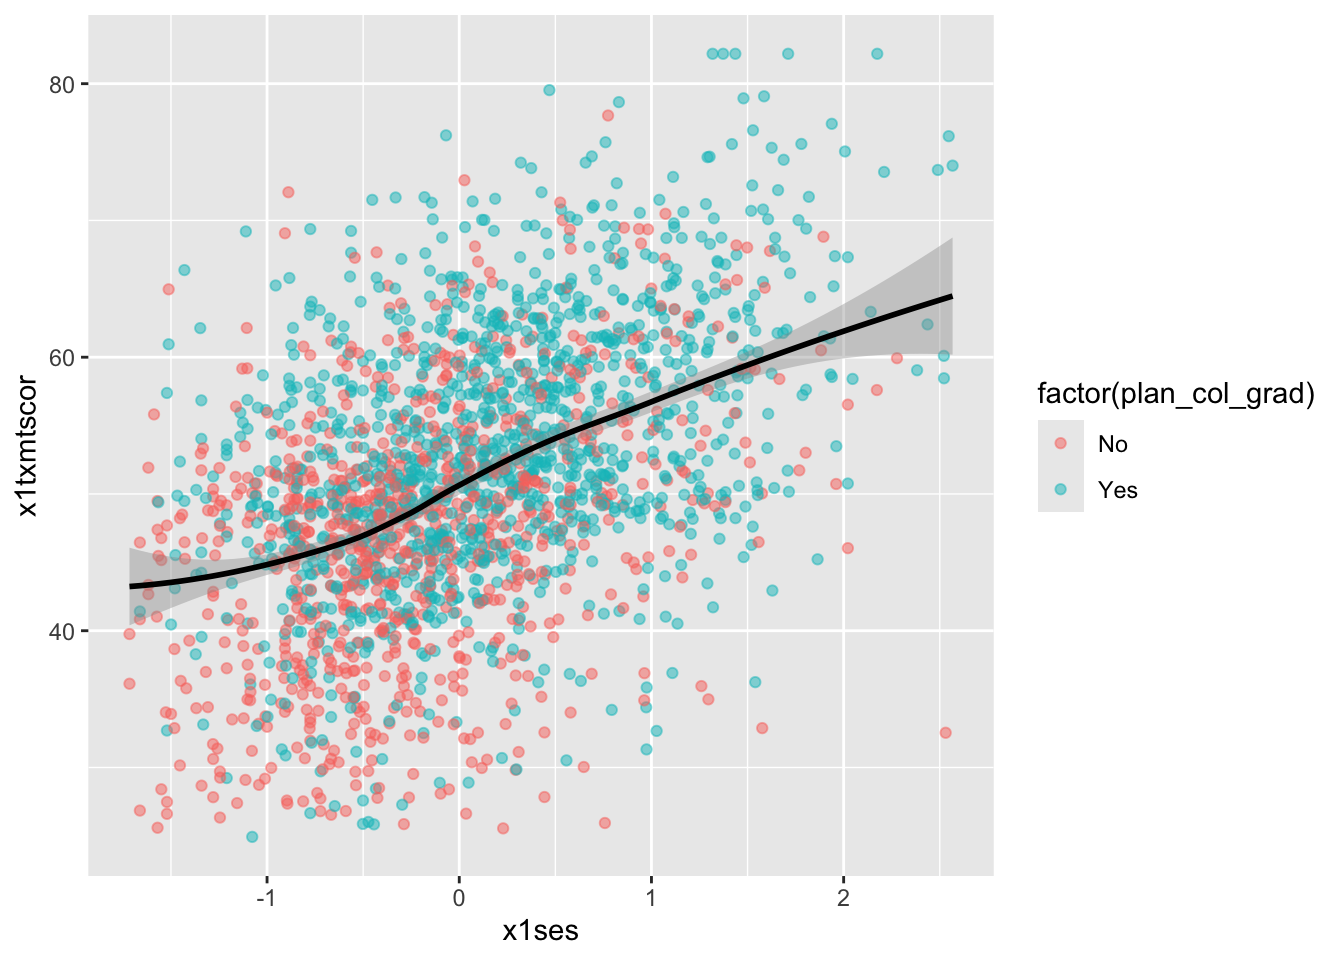 80
60
40
x1txmtscor
-1 0 1 2
x1ses
factor(plan_col_grad)
No
Yes